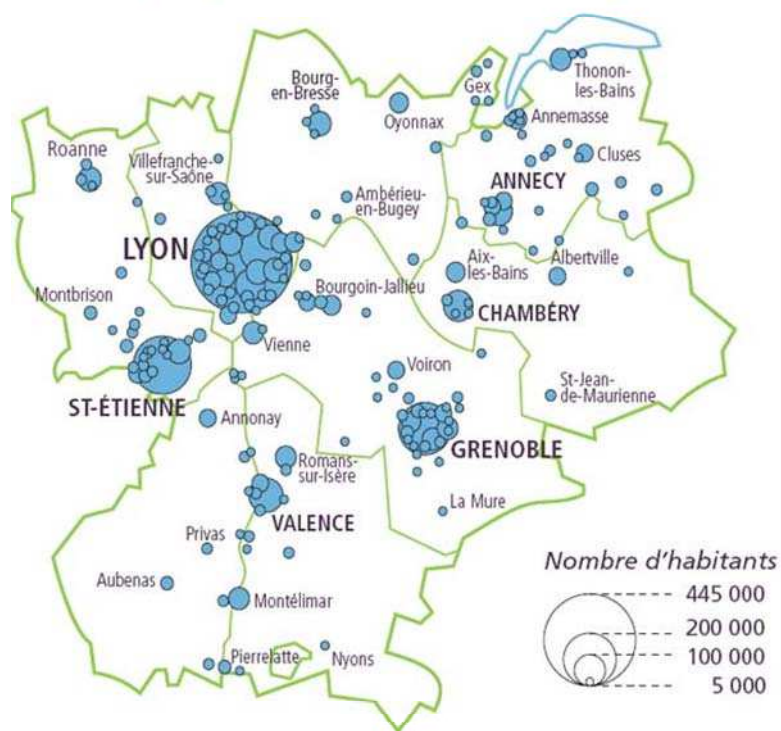 Bourg-
en-Bresse
Gex
Thonon-
les-Bains
Oyonnax
Annemasse
Roanne
Villefranche-
sur-Saône
Cluses
ANNECY
Ambérieu-
en-Bugey
LYON
Aix-
les-Bains
Albertville
Montbrison
Bourgoin-Jallieu
CHAMBÉRY
Vienne
Voiron
St-Jean-
de-Maurienne
ST-ÉTIENNE
Annonay
GRENOBLE
Romans-
sur-Isère
La Mure
VALENCE
Privas
Nombre d'habitants
Aubenas
445 000
Montélimar
200 000
100 000
Pierrelatte
Nyons
5 000